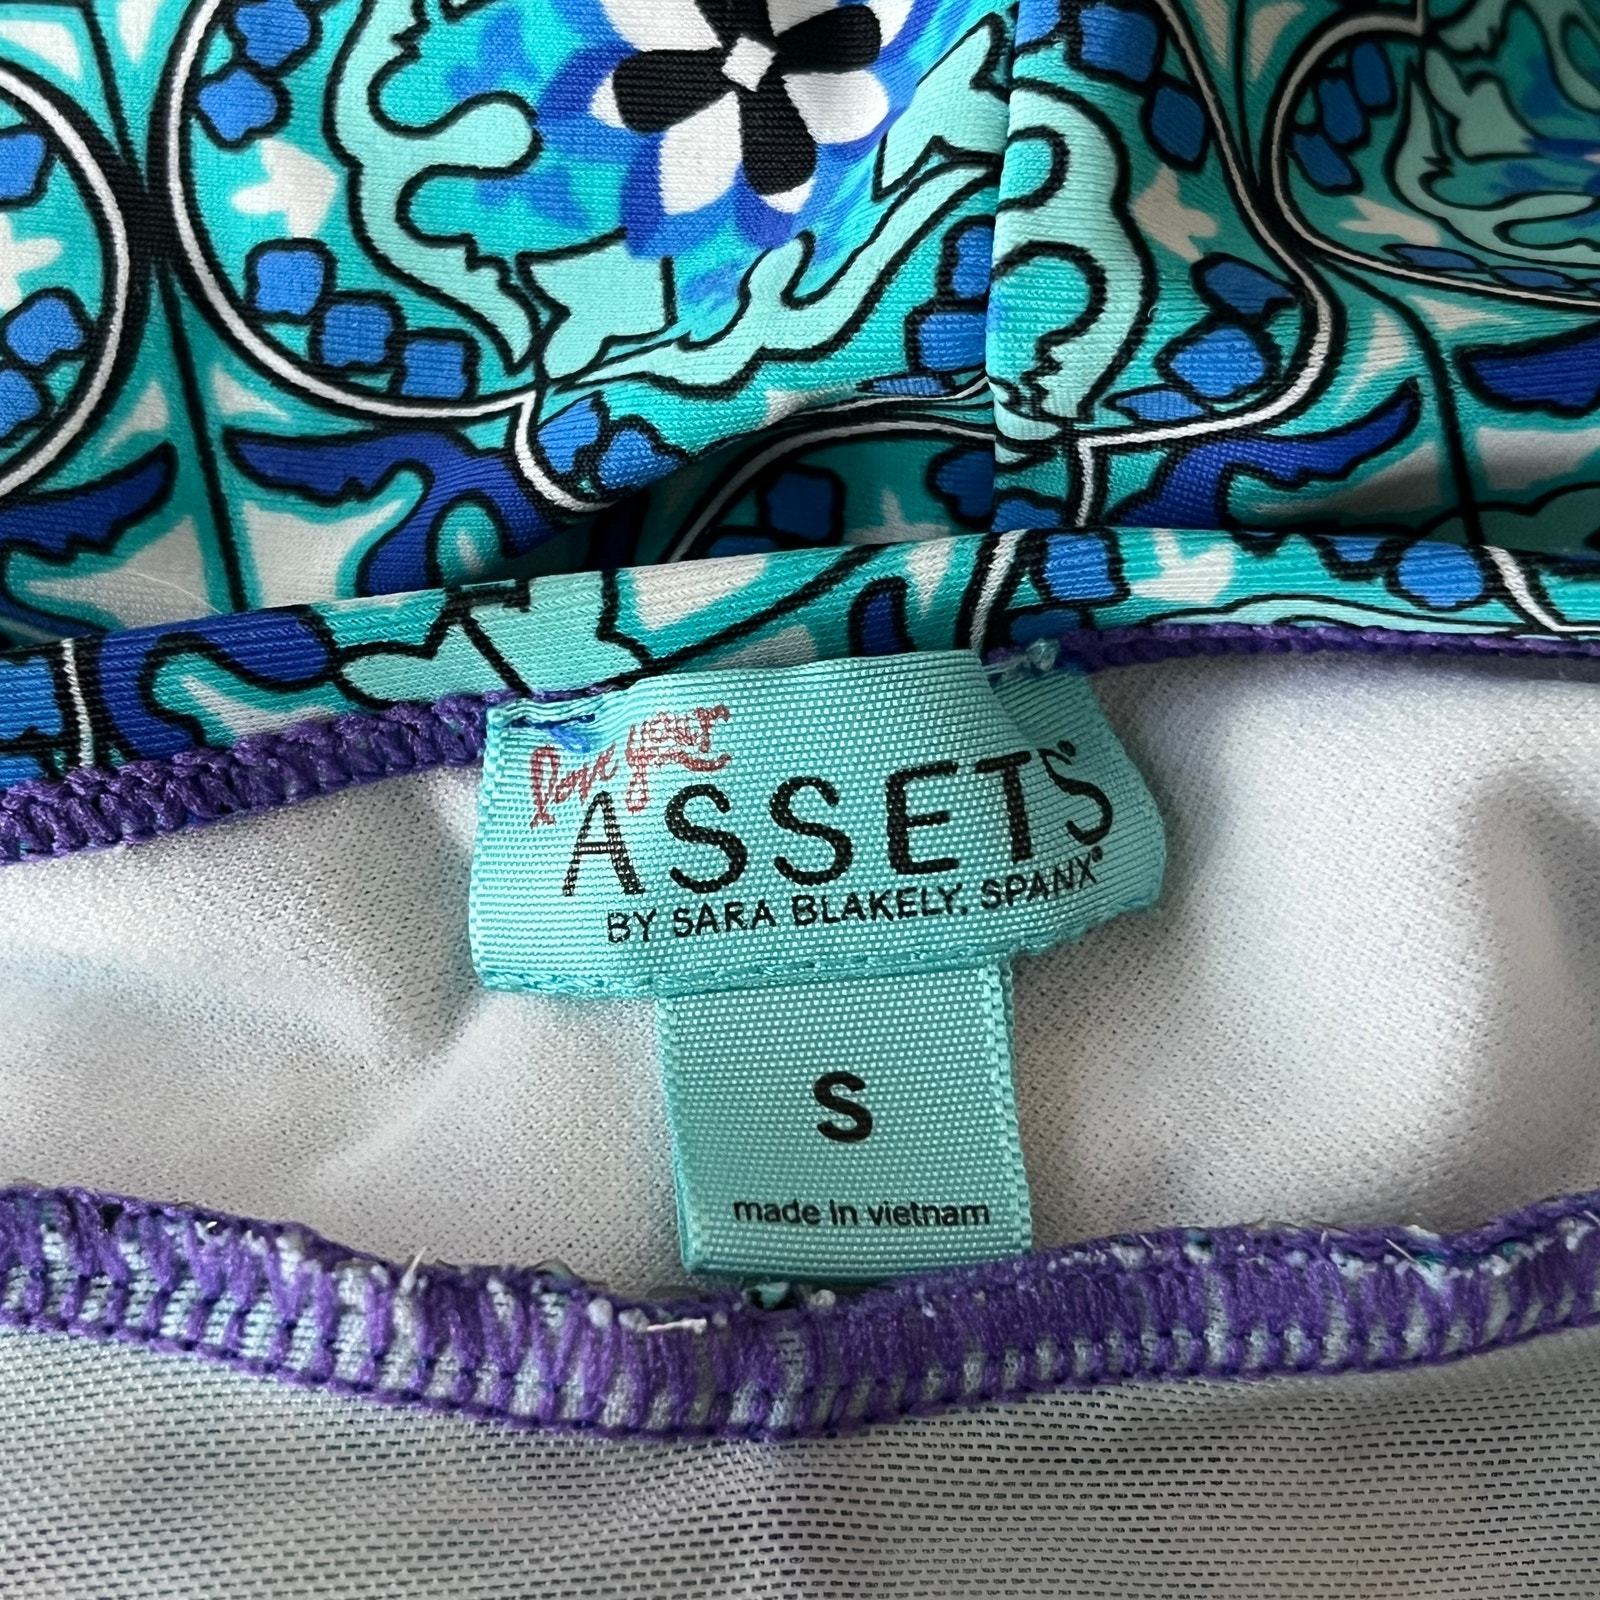 love your
ASSETS®
BY SARA BLAKELY, SPANX®
S
made in vietnam